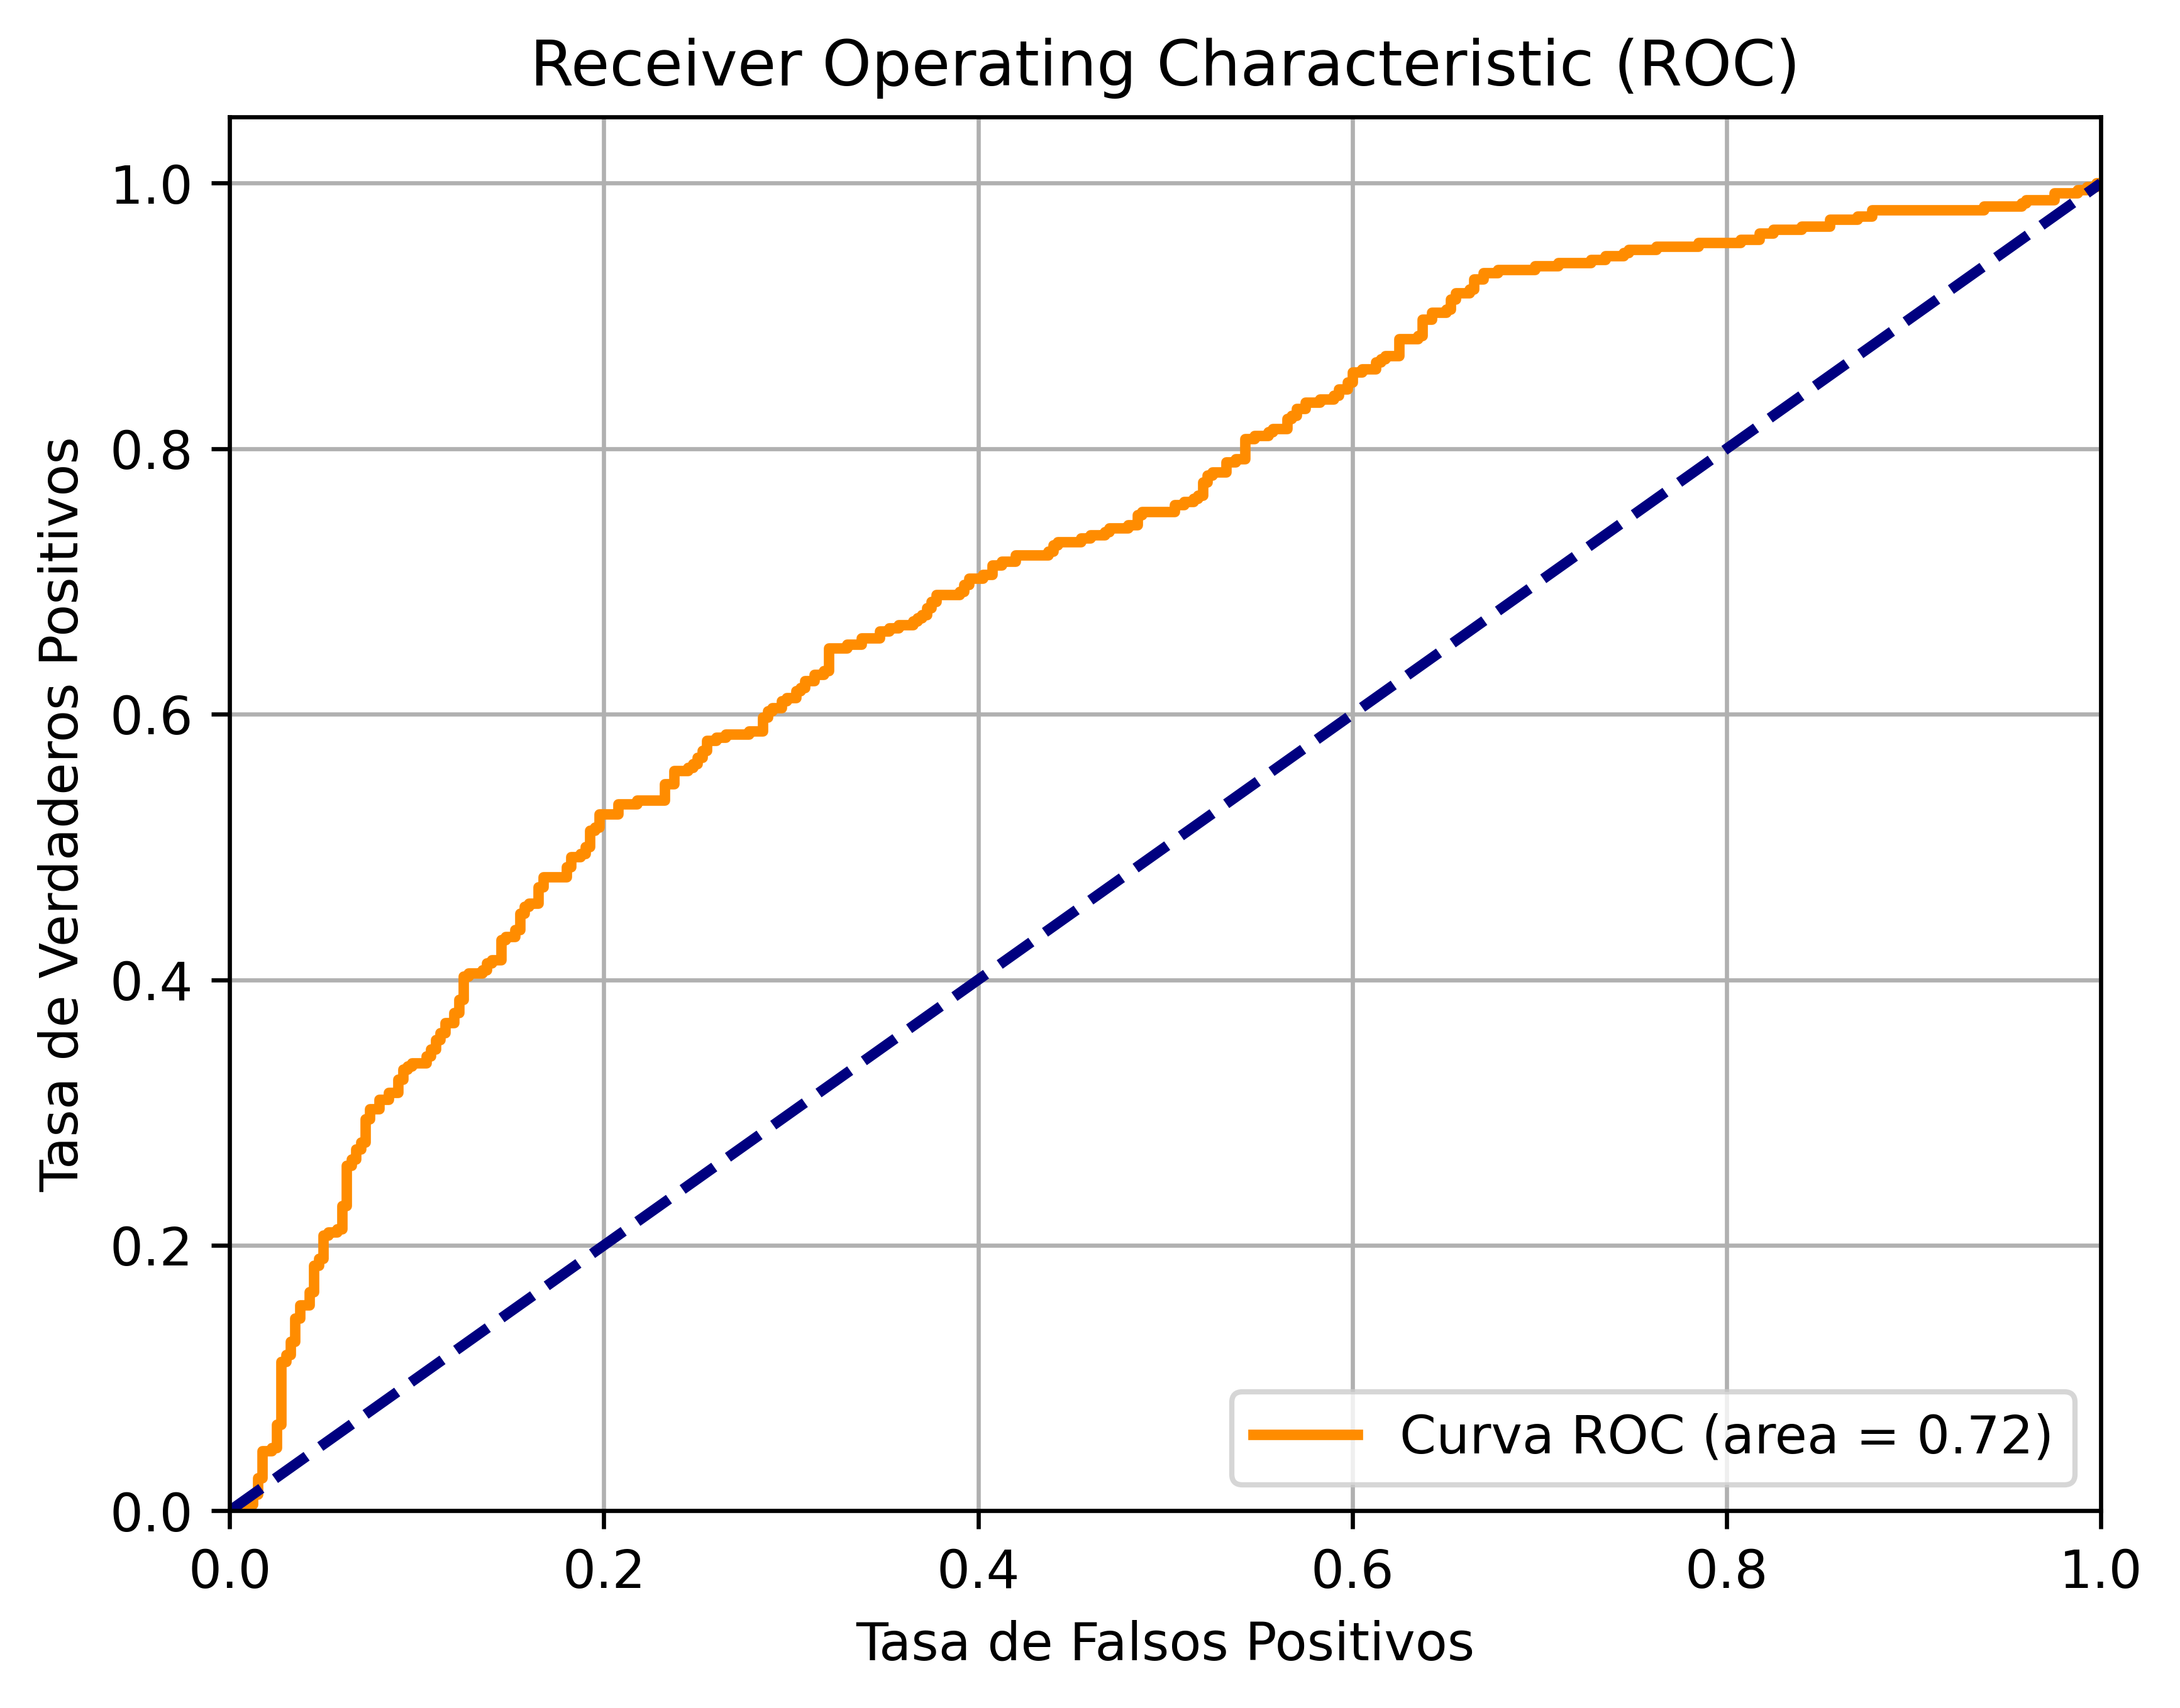 Receiver Operating Characteristic (ROC)
Tasa de Verdaderos Positivos
1.0
0.8
0.6
0.4
0.2
0.0
Curva ROC (area = 0.72)
0.0 0.2 0.4 0.6 0.8 1.0
Tasa de Falsos Positivos